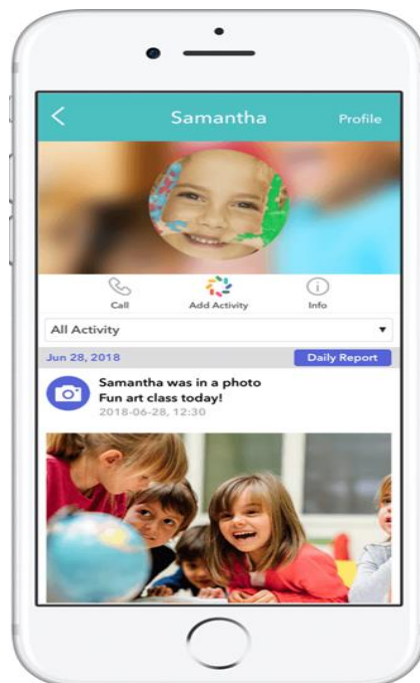 Samantha
Profile
Call
Add Activity
Info
All Activity
Jun 28, 2018
Daily Report
Samantha was in a photo
Fun art class today!
2018-06-28, 12:30